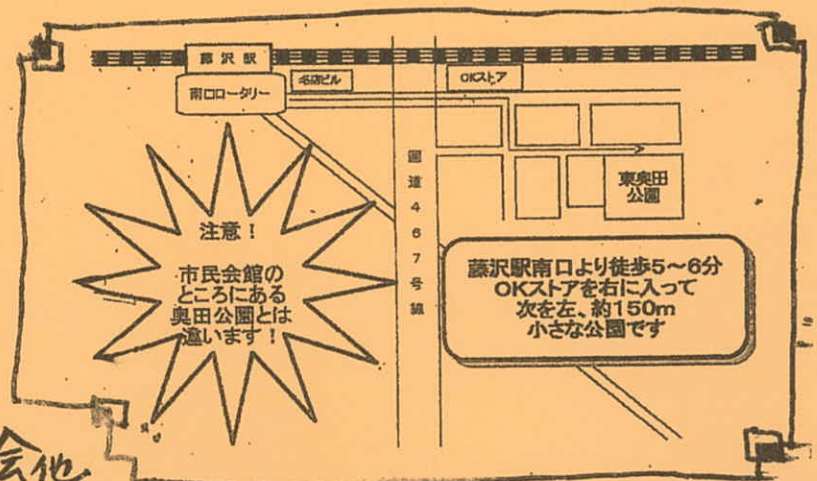 藤沢駅
名店ビル
OKストア
南口ロータリー
国道467号線
東奥田
公園
注意！
市民会館の
ところにある
奥田公園とは
違います！
藤沢駅南口より徒歩5～6分
OKストアを右に入って
次を左、約150m
小さな公園です
会他